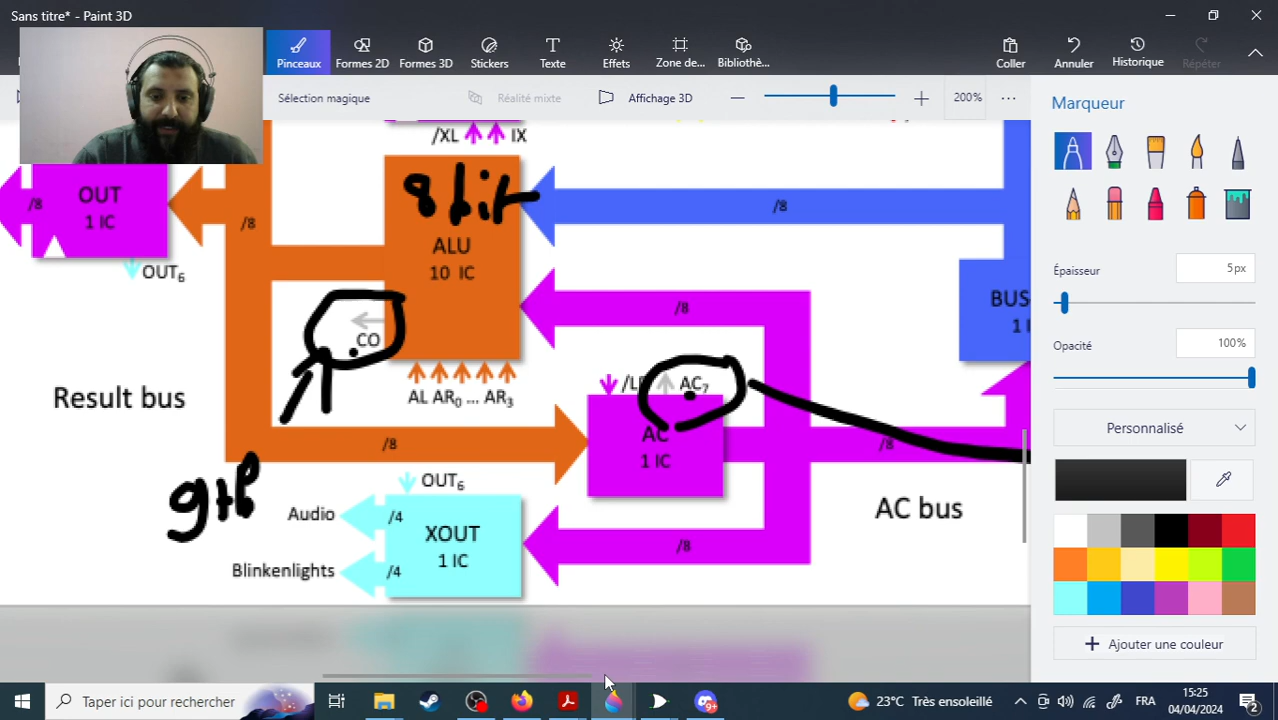 Sans titre* - Paint 3D
Pinceaux
Formes 2D
Formes 3D
Stickers
Texte
Effets
Zone de...
Bibliothè...
Coller
Annuler
Historique
Répéter
Sélection magique
Réalité mixte
Affichage 3D
200%
Marqueur
/XL
IX
/8
OUT
1 IC
/8
8 bit
/8
ALU
10 IC
OUT6
Épaisseur
5px
/8
BUS
CO
Opacité
100%
Result bus
AL AR0 ... AR3
AC7
Personnalisé
/8
AC
1 IC
/8
OUT6
AC bus
Audio
/4
XOUT
1 IC
/8
Blinkenlights
/4
Ajouter une couleur
Taper ici pour rechercher
9+
23°C Très ensoleillé
FRA
15:25
04/04/2024
2